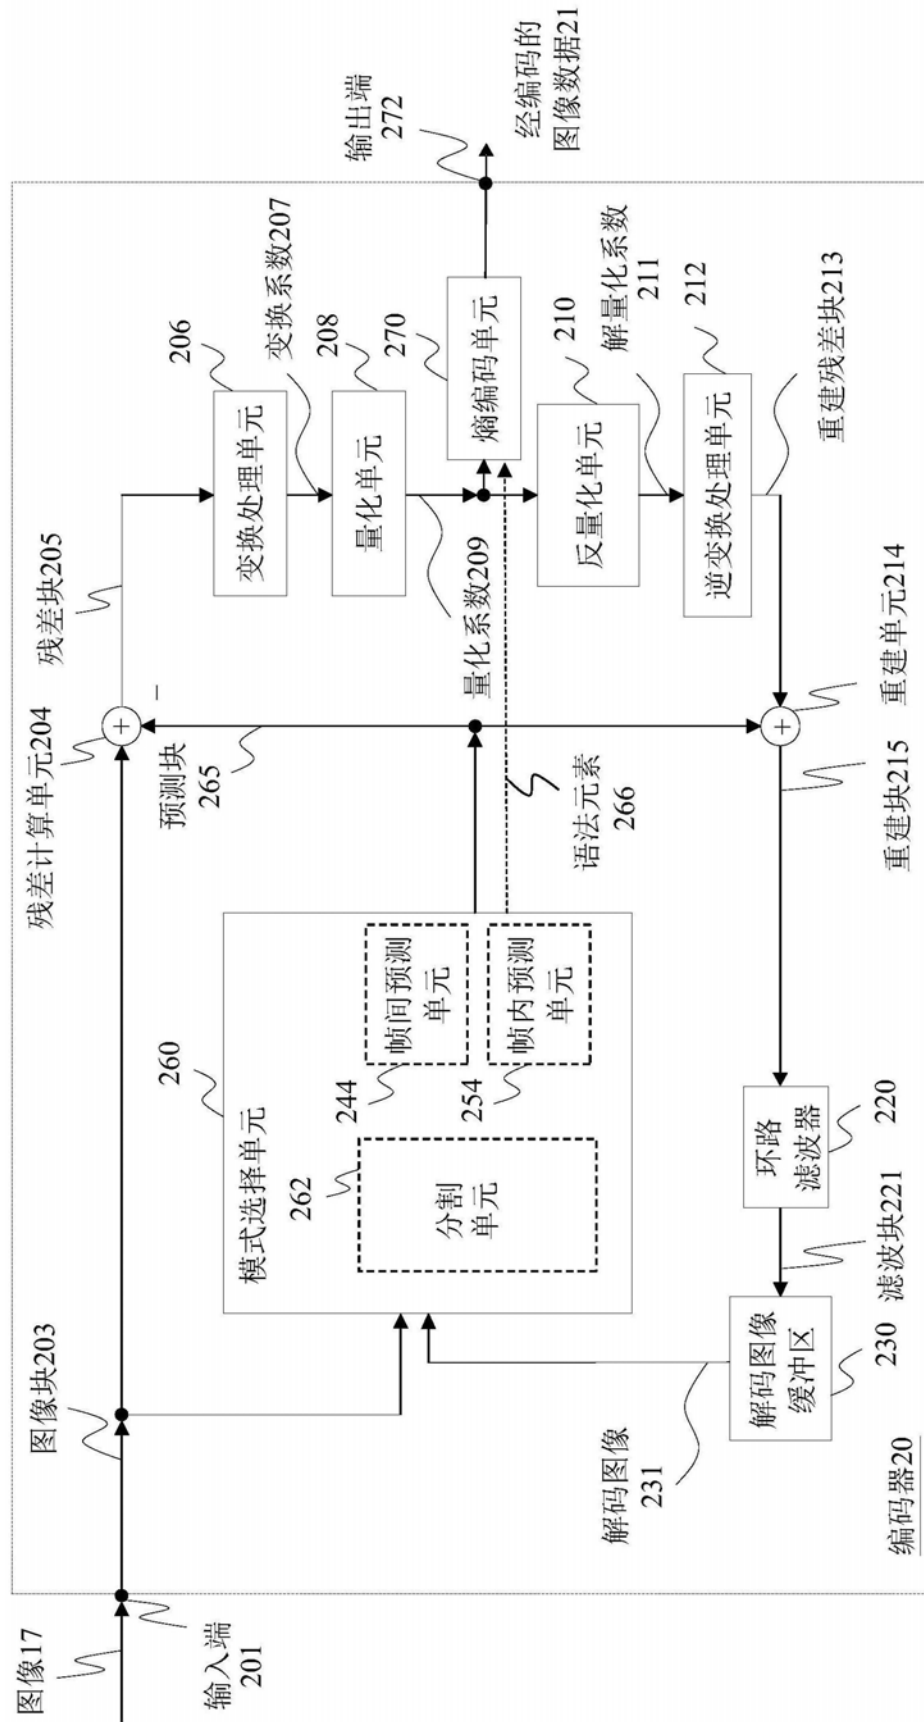 图像17
输入端
201
图像块203
残差计算单元204
残差块205
+
−
206
变换处理单元
变换系数207
208
量化单元
量化系数209
270
熵编码单元
输出端
272
经编码的
图像数据21
210
反量化单元
解量化系数
211
212
逆变换处理单元
重建残差块213
预测块
265
语法元素
266
模式选择单元
260
262
分割
单元
244
帧间预测
单元
254
帧内预测
单元
+
重建单元214
重建块215
环路
滤波器
220
滤波块221
解码图像
缓冲区
230
解码图像
231
编码器20